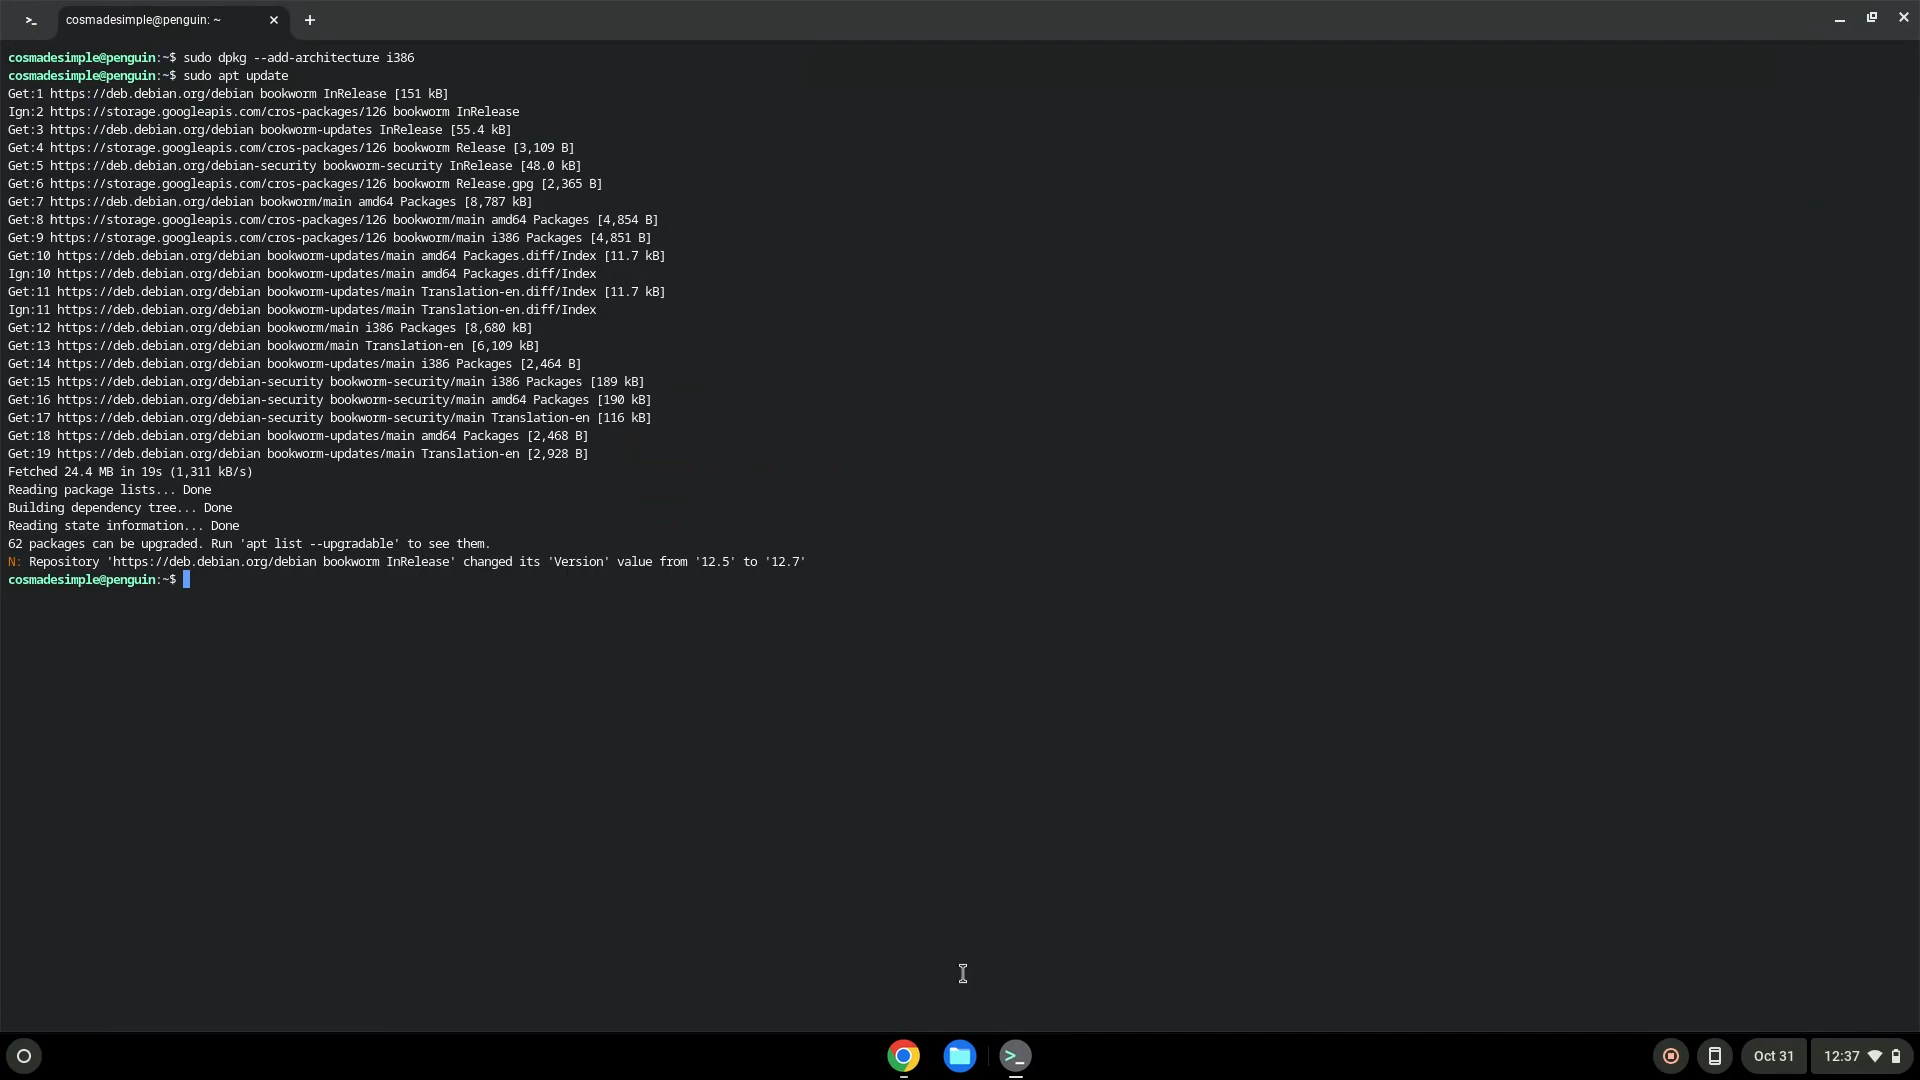 cosmadesimple@penguin: ~
cosmadesimple@penguin:~$ sudo dpkg --add-architecture i386
cosmadesimple@penguin:~$ sudo apt update
Get:1 https://deb.debian.org/debian bookworm InRelease [151 kB]
Ign:2 https://storage.googleapis.com/cros-packages/126 bookworm InRelease
Get:3 https://deb.debian.org/debian bookworm-updates InRelease [55.4 kB]
Get:4 https://storage.googleapis.com/cros-packages/126 bookworm Release [3,109 B]
Get:5 https://deb.debian.org/debian-security bookworm-security InRelease [48.0 kB]
Get:6 https://storage.googleapis.com/cros-packages/126 bookworm Release.gpg [2,365 B]
Get:7 https://deb.debian.org/debian bookworm/main amd64 Packages [8,787 kB]
Get:8 https://storage.googleapis.com/cros-packages/126 bookworm/main amd64 Packages [4,854 B]
Get:9 https://storage.googleapis.com/cros-packages/126 bookworm/main i386 Packages [4,851 B]
Get:10 https://deb.debian.org/debian bookworm-updates/main amd64 Packages.diff/Index [11.7 kB]
Ign:10 https://deb.debian.org/debian bookworm-updates/main amd64 Packages.diff/Index
Get:11 https://deb.debian.org/debian bookworm-updates/main Translation-en.diff/Index [11.7 kB]
Ign:11 https://deb.debian.org/debian bookworm-updates/main Translation-en.diff/Index
Get:12 https://deb.debian.org/debian bookworm/main i386 Packages [8,680 kB]
Get:13 https://deb.debian.org/debian bookworm/main Translation-en [6,109 kB]
Get:14 https://deb.debian.org/debian bookworm-updates/main i386 Packages [2,464 B]
Get:15 https://deb.debian.org/debian-security bookworm-security/main i386 Packages [189 kB]
Get:16 https://deb.debian.org/debian-security bookworm-security/main amd64 Packages [190 kB]
Get:17 https://deb.debian.org/debian-security bookworm-security/main Translation-en [116 kB]
Get:18 https://deb.debian.org/debian bookworm-updates/main amd64 Packages [2,468 B]
Get:19 https://deb.debian.org/debian bookworm-updates/main Translation-en [2,928 B]
Fetched 24.4 MB in 19s (1,311 kB/s)
Reading package lists... Done
Building dependency tree... Done
Reading state information... Done
62 packages can be upgraded. Run 'apt list --upgradable' to see them.
N: Repository 'https://deb.debian.org/debian bookworm InRelease' changed its 'Version' value from '12.5' to '12.7'
cosmadesimple@penguin:~$
Oct 31 12:37